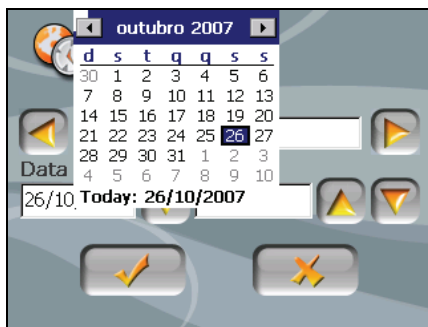 outubro 2007
d s t q q s s
30 1 2 3 4 5 6
7 8 9 10 11 12 13
14 15 16 17 18 19 20
21 22 23 24 25 26 27
28 29 30 31 1 2 3
4 5 6 7 8 9 10
Today: 26/10/2007
Data
26/10